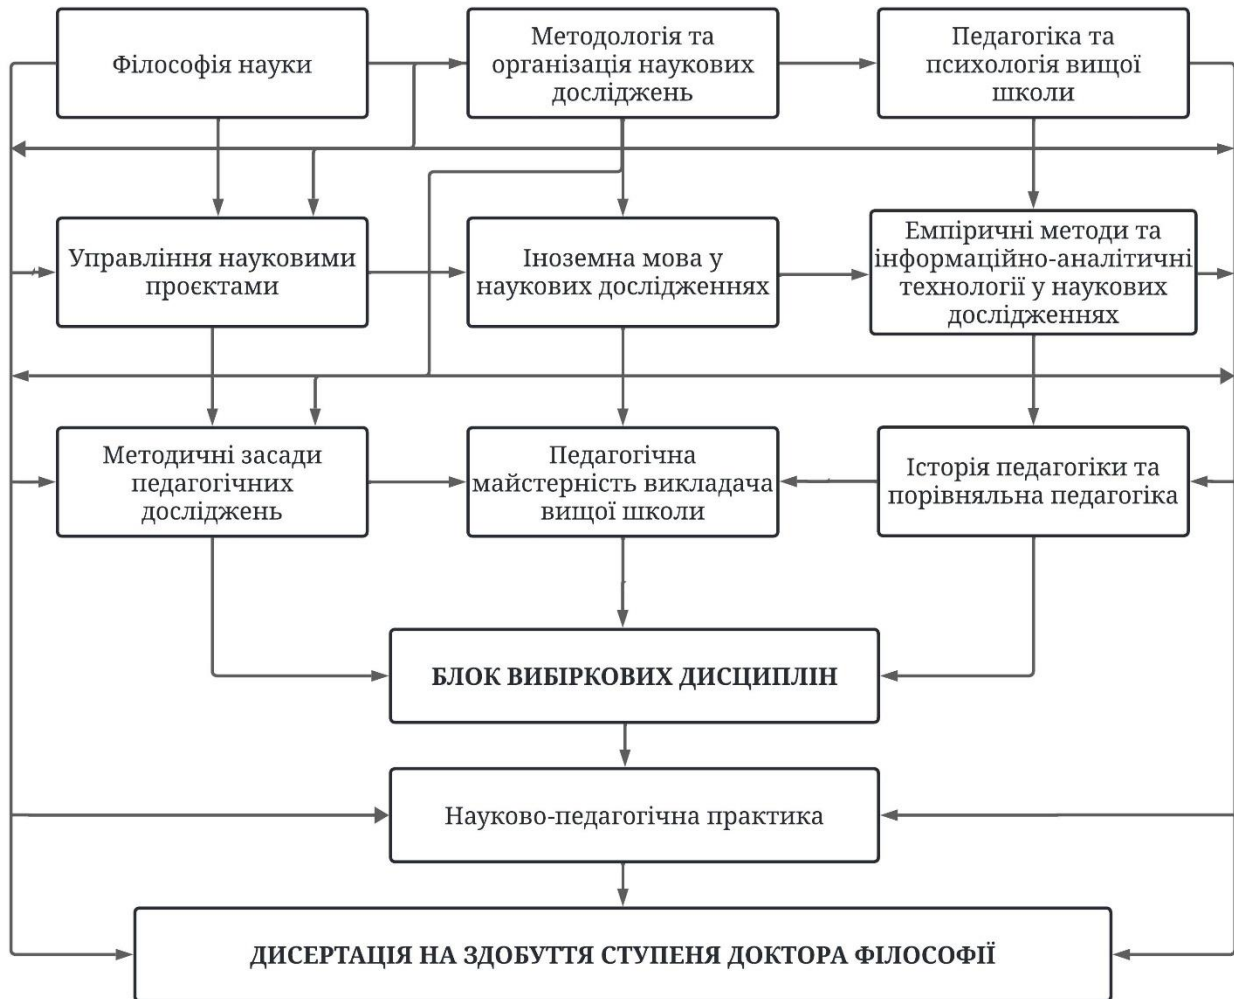 Філософія науки
Методологія та
організація наукових
досліджень
Педагогіка та
психологія вищої
школи
Управління науковими
проєктами
Іноземна мова у
наукових дослідженнях
Емпіричні методи та
інформаційно-аналітичні
технології у наукових
дослідженнях
Методичні засади
педагогічних
досліджень
Педагогічна
майстерність викладача
вищої школи
Історія педагогіки та
порівняльна педагогіка
БЛОК ВИБІРКОВИХ ДИСЦИПЛІН
Науково-педагогічна практика
ДИСЕРТАЦІЯ НА ЗДОБУТТЯ СТУПЕНЯ ДОКТОРА ФІЛОСОФІЇ